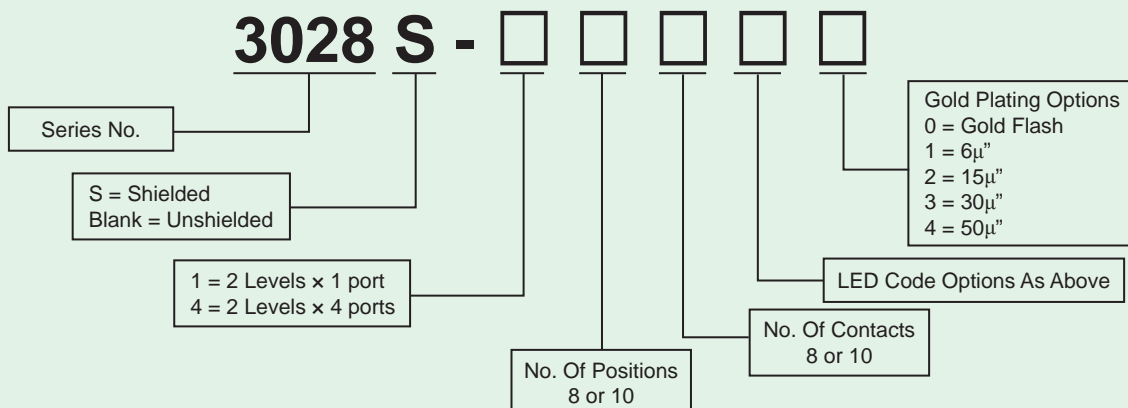 3028 S - □ □ □ □ □
Series No.
S = Shielded
Blank = Unshielded
1 = 2 Levels × 1 port
4 = 2 Levels × 4 ports
No. Of Positions
8 or 10
No. Of Contacts
8 or 10
LED Code Options As Above
Gold Plating Options
0 = Gold Flash
1 = 6μ”
2 = 15μ”
3 = 30μ”
4 = 50μ”